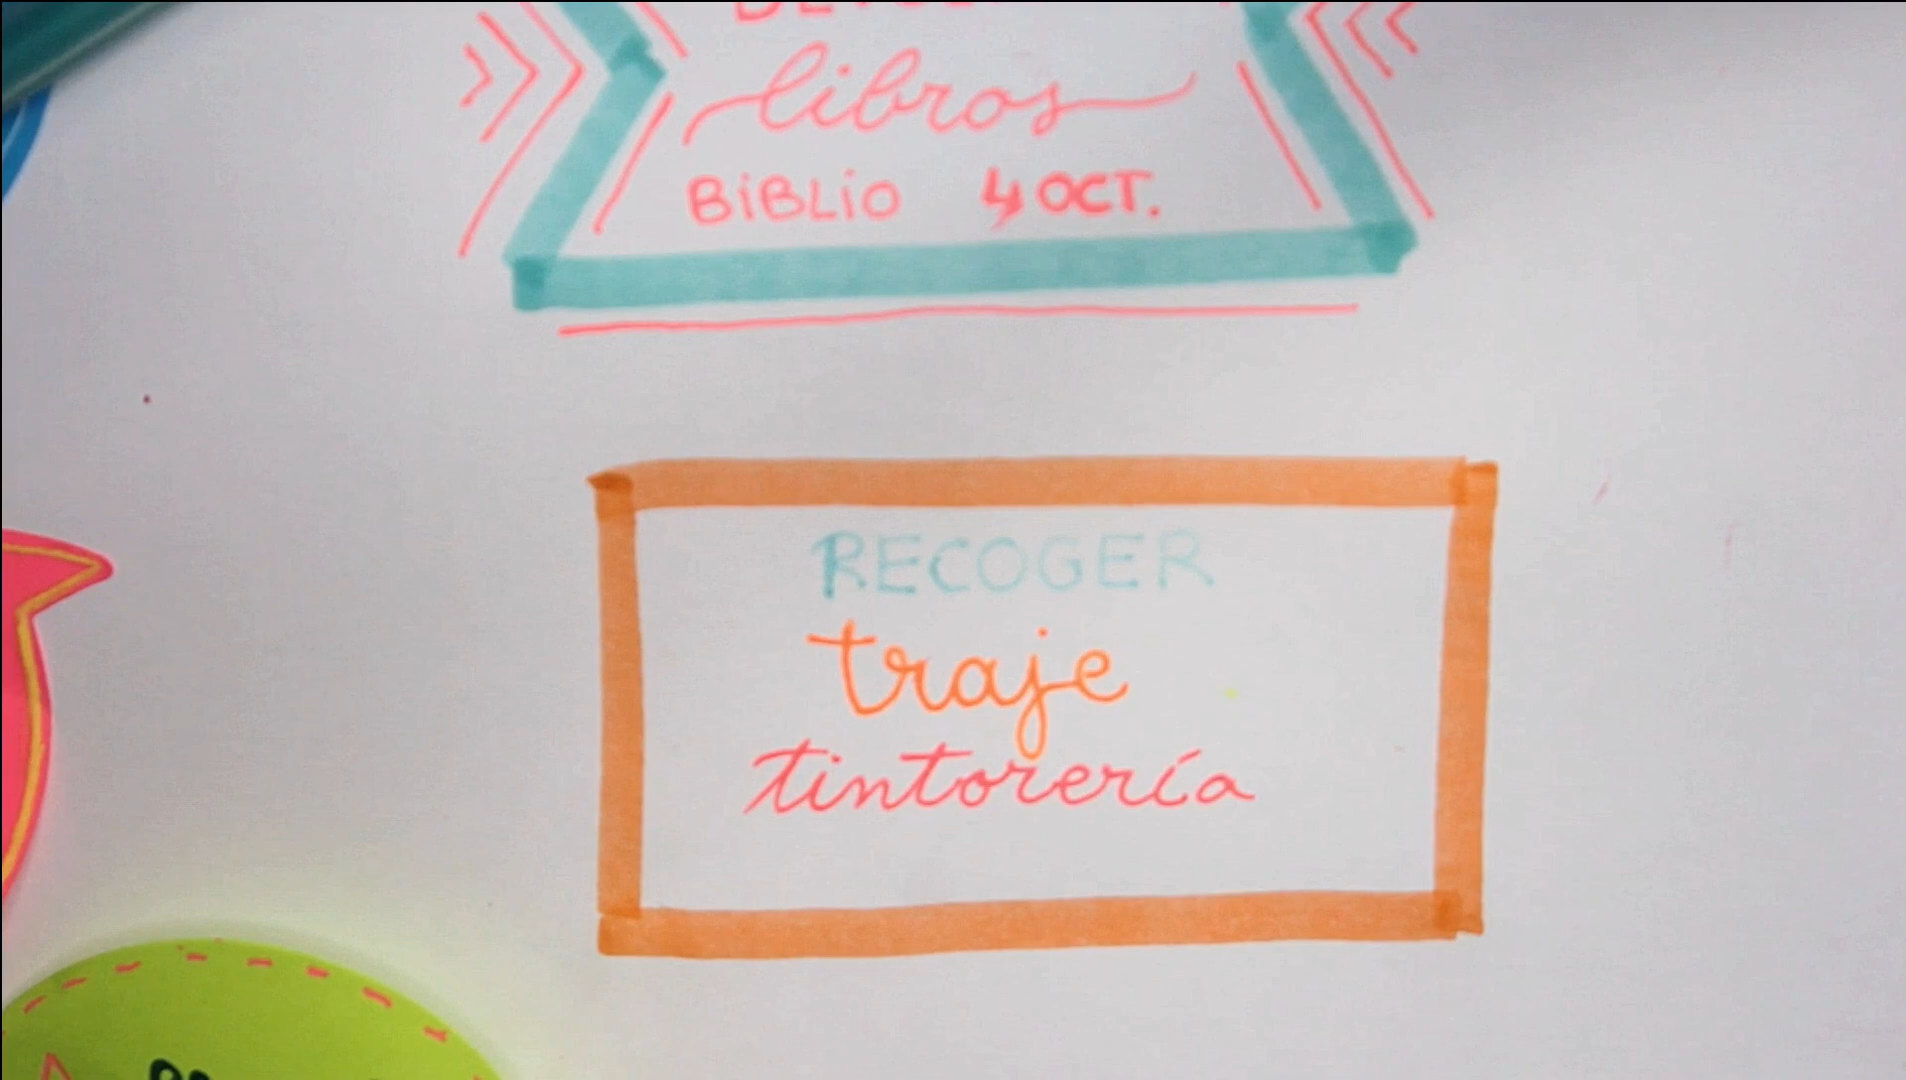 libros
BiBLiO 4 OCT.
RECOGER
traje
tintorería